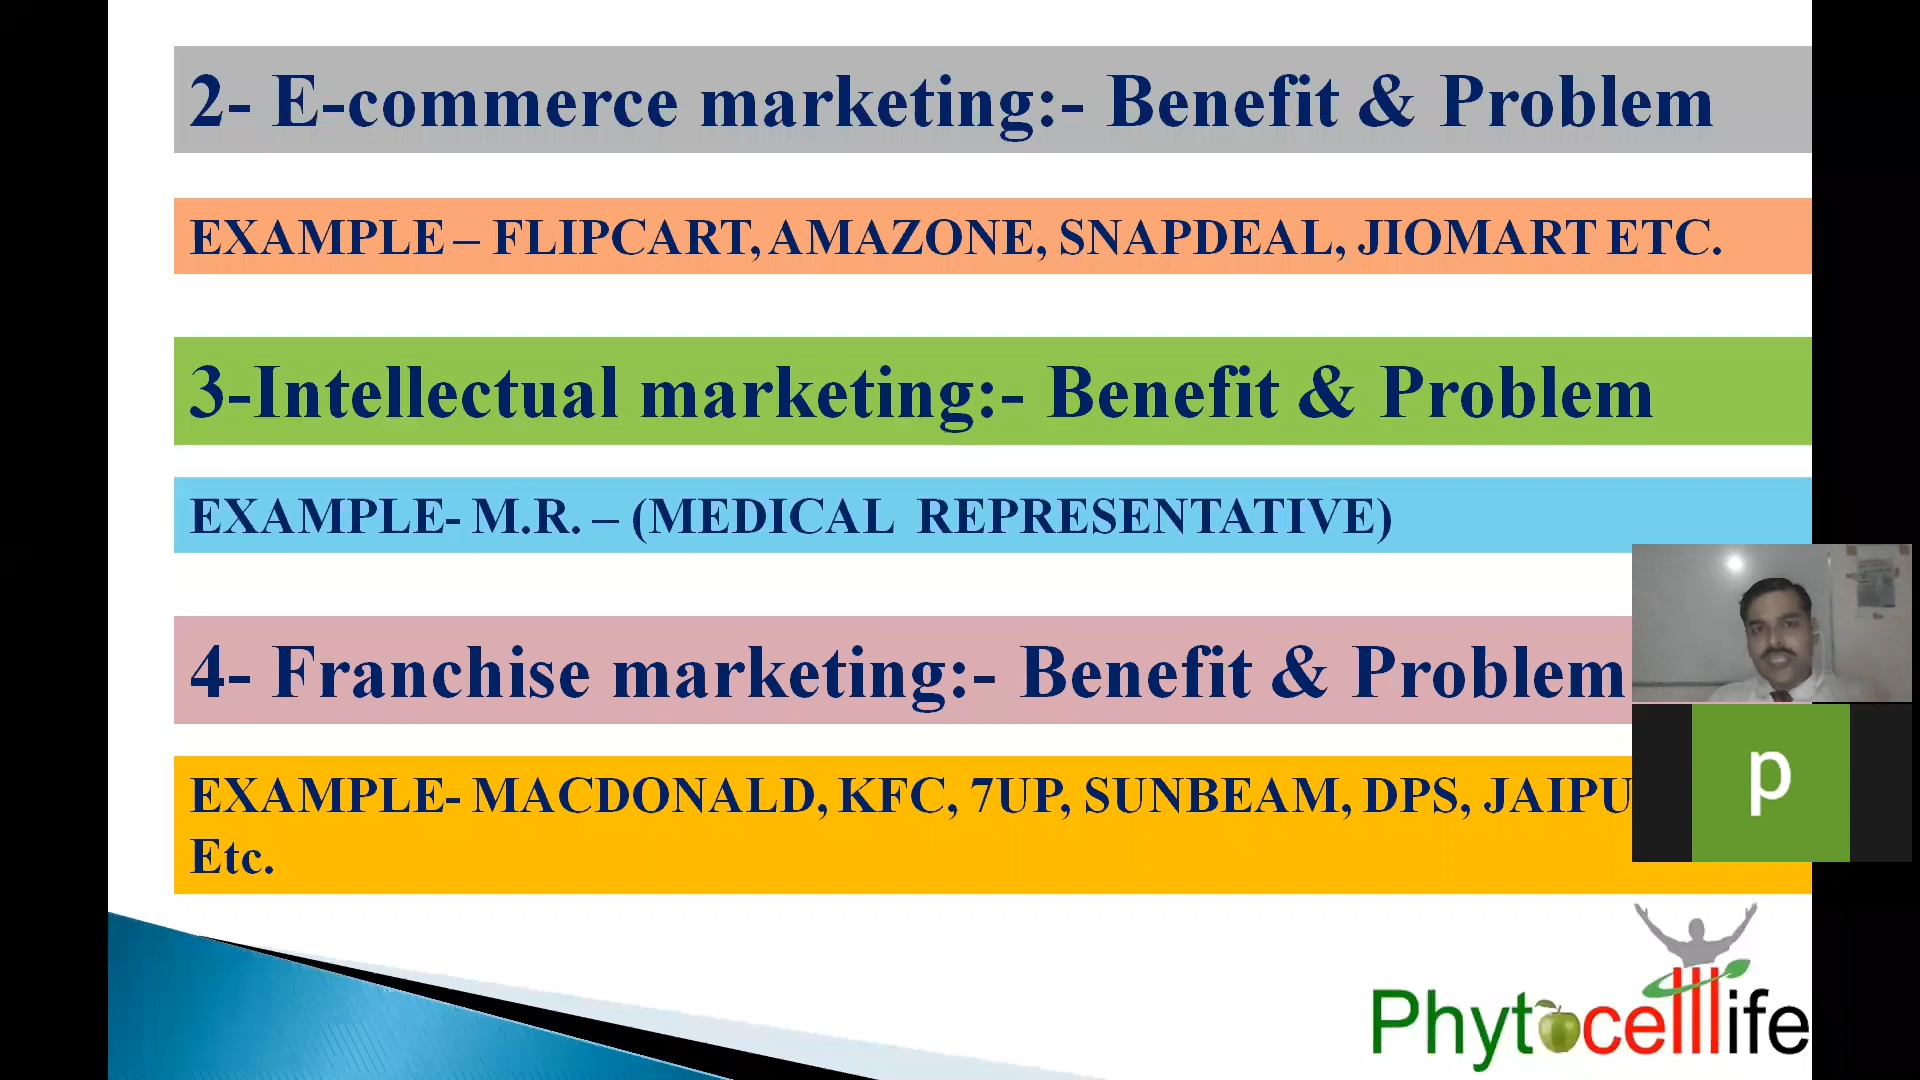 2- E-commerce marketing:- Benefit & Problem
EXAMPLE – FLIPCART, AMAZONE, SNAPDEAL, JIOMART ETC.
3-Intellectual marketing:- Benefit & Problem
EXAMPLE- M.R. – (MEDICAL REPRESENTATIVE)
4- Franchise marketing:- Benefit & Problem
EXAMPLE- MACDONALD, KFC, 7UP, SUNBEAM, DPS,
Etc.
p
Phytocelllife